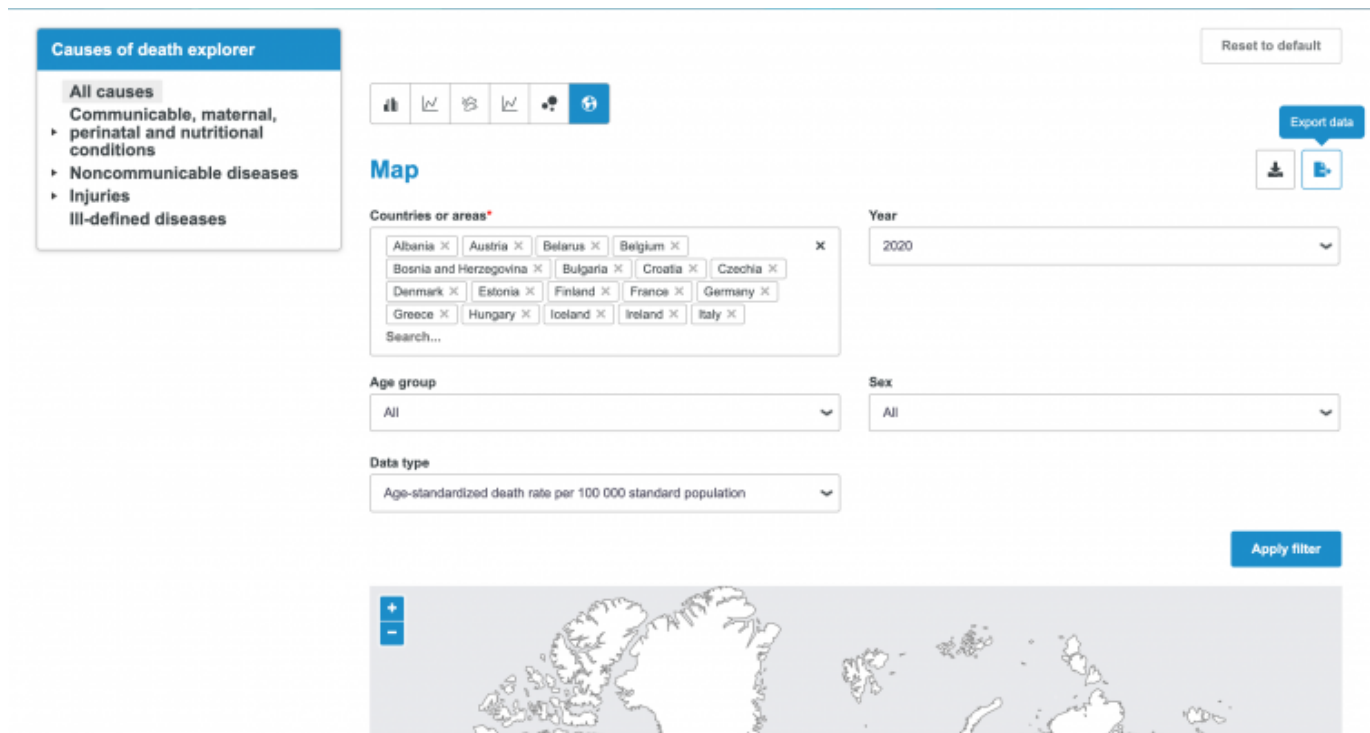 Causes of death explorer
Reset to default
All causes
Communicable, maternal,
perinatal and nutritional
conditions
Noncommunicable diseases
Injuries
Ill-defined diseases
Export data
Map
Countries or areas*
Albania × Austria × Belarus × Belgium ×
Bosnia and Herzegovina × Bulgaria × Croatia × Czechia ×
Denmark × Estonia × Finland × France × Germany ×
Greece × Hungary × Iceland × Ireland × Italy ×
Search...
Year
2020
Age group
All
Sex
All
Data type
Age-standardized death rate per 100 000 standard population
Apply filter
+
−